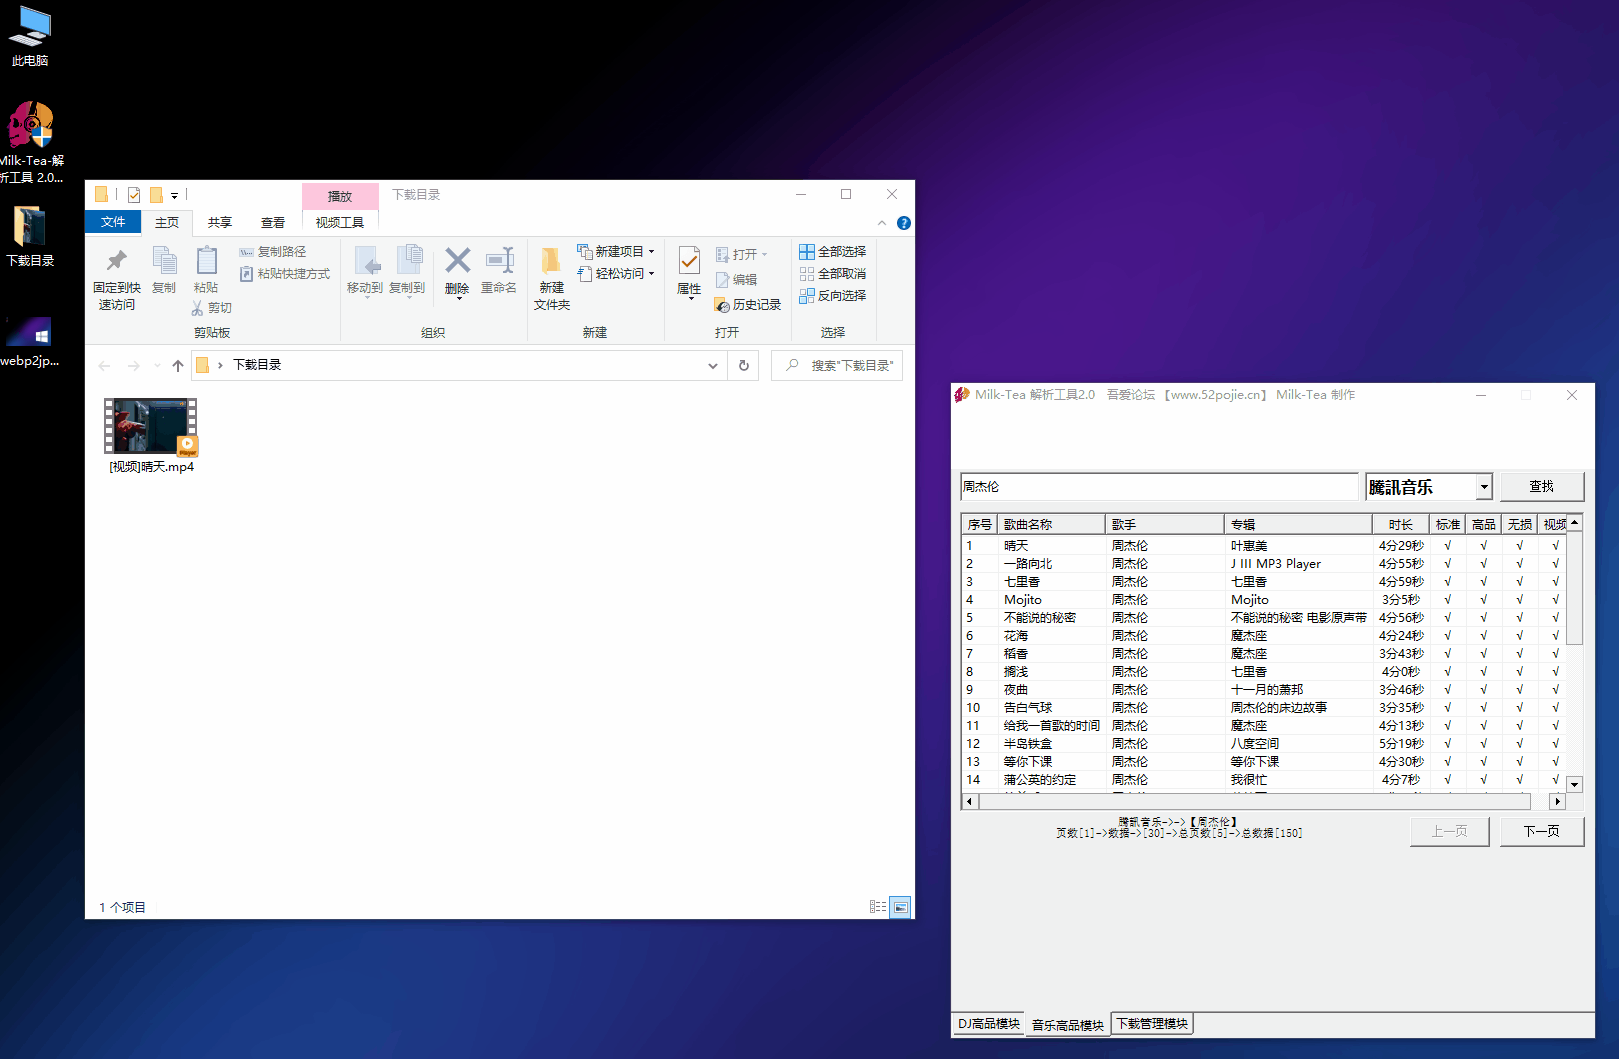 此电脑
Milk-Tea-解
析工具 2.0...
下载目录
webp2jp...
播放
下载目录
文件
主页
共享
查看
视频工具
固定到快
速访问
复制
粘贴
复制路径
粘贴快捷方式
剪切
剪贴板
移动到
复制到
删除
重命名
组织
新建
文件夹
新建项目
轻松访问
新建
属性
打开
编辑
历史记录
打开
全部选择
全部取消
反向选择
选择
下载目录
搜索"下载目录"
[视频]晴天.mp4
1 个项目
Milk-Tea 解析工具2.0 吾爱论坛 【www.52pojie.cn】 Milk-Tea 制作
周杰伦
腾訊音乐
查找
序号 歌曲名称 歌手 专辑 时长 标准 高品 无损 视频
1 晴天 周杰伦 叶惠美 4分29秒 √ √ √ √
2 一路向北 周杰伦 J III MP3 Player 4分55秒 √ √ √ √
3 七里香 周杰伦 七里香 4分59秒 √ √ √ √
4 Mojito 周杰伦 Mojito 3分5秒 √ √ √ √
5 不能说的秘密 周杰伦 不能说的秘密 电影原声带 4分56秒 √ √ √ √
6 花海 周杰伦 魔杰座 4分24秒 √ √ √ √
7 稻香 周杰伦 魔杰座 3分43秒 √ √ √ √
8 搁浅 周杰伦 七里香 4分0秒 √ √ √ √
9 夜曲 周杰伦 十一月的萧邦 3分46秒 √ √ √ √
10 告白气球 周杰伦 周杰伦的床边故事 3分35秒 √ √ √ √
11 给我一首歌的时间 周杰伦 魔杰座 4分13秒 √ √ √ √
12 半岛铁盒 周杰伦 八度空间 5分19秒 √ √ √ √
13 等你下课 周杰伦 等你下课 4分30秒 √ √ √ √
14 蒲公英的约定 周杰伦 我很忙 4分7秒 √ √ √ √
腾訊音乐->->【周杰伦】
页数[1]->数据->[30]->总页数[5]->总数据[150]
上一页
下一页
DJ高品模块
音乐高品模块
下载管理模块